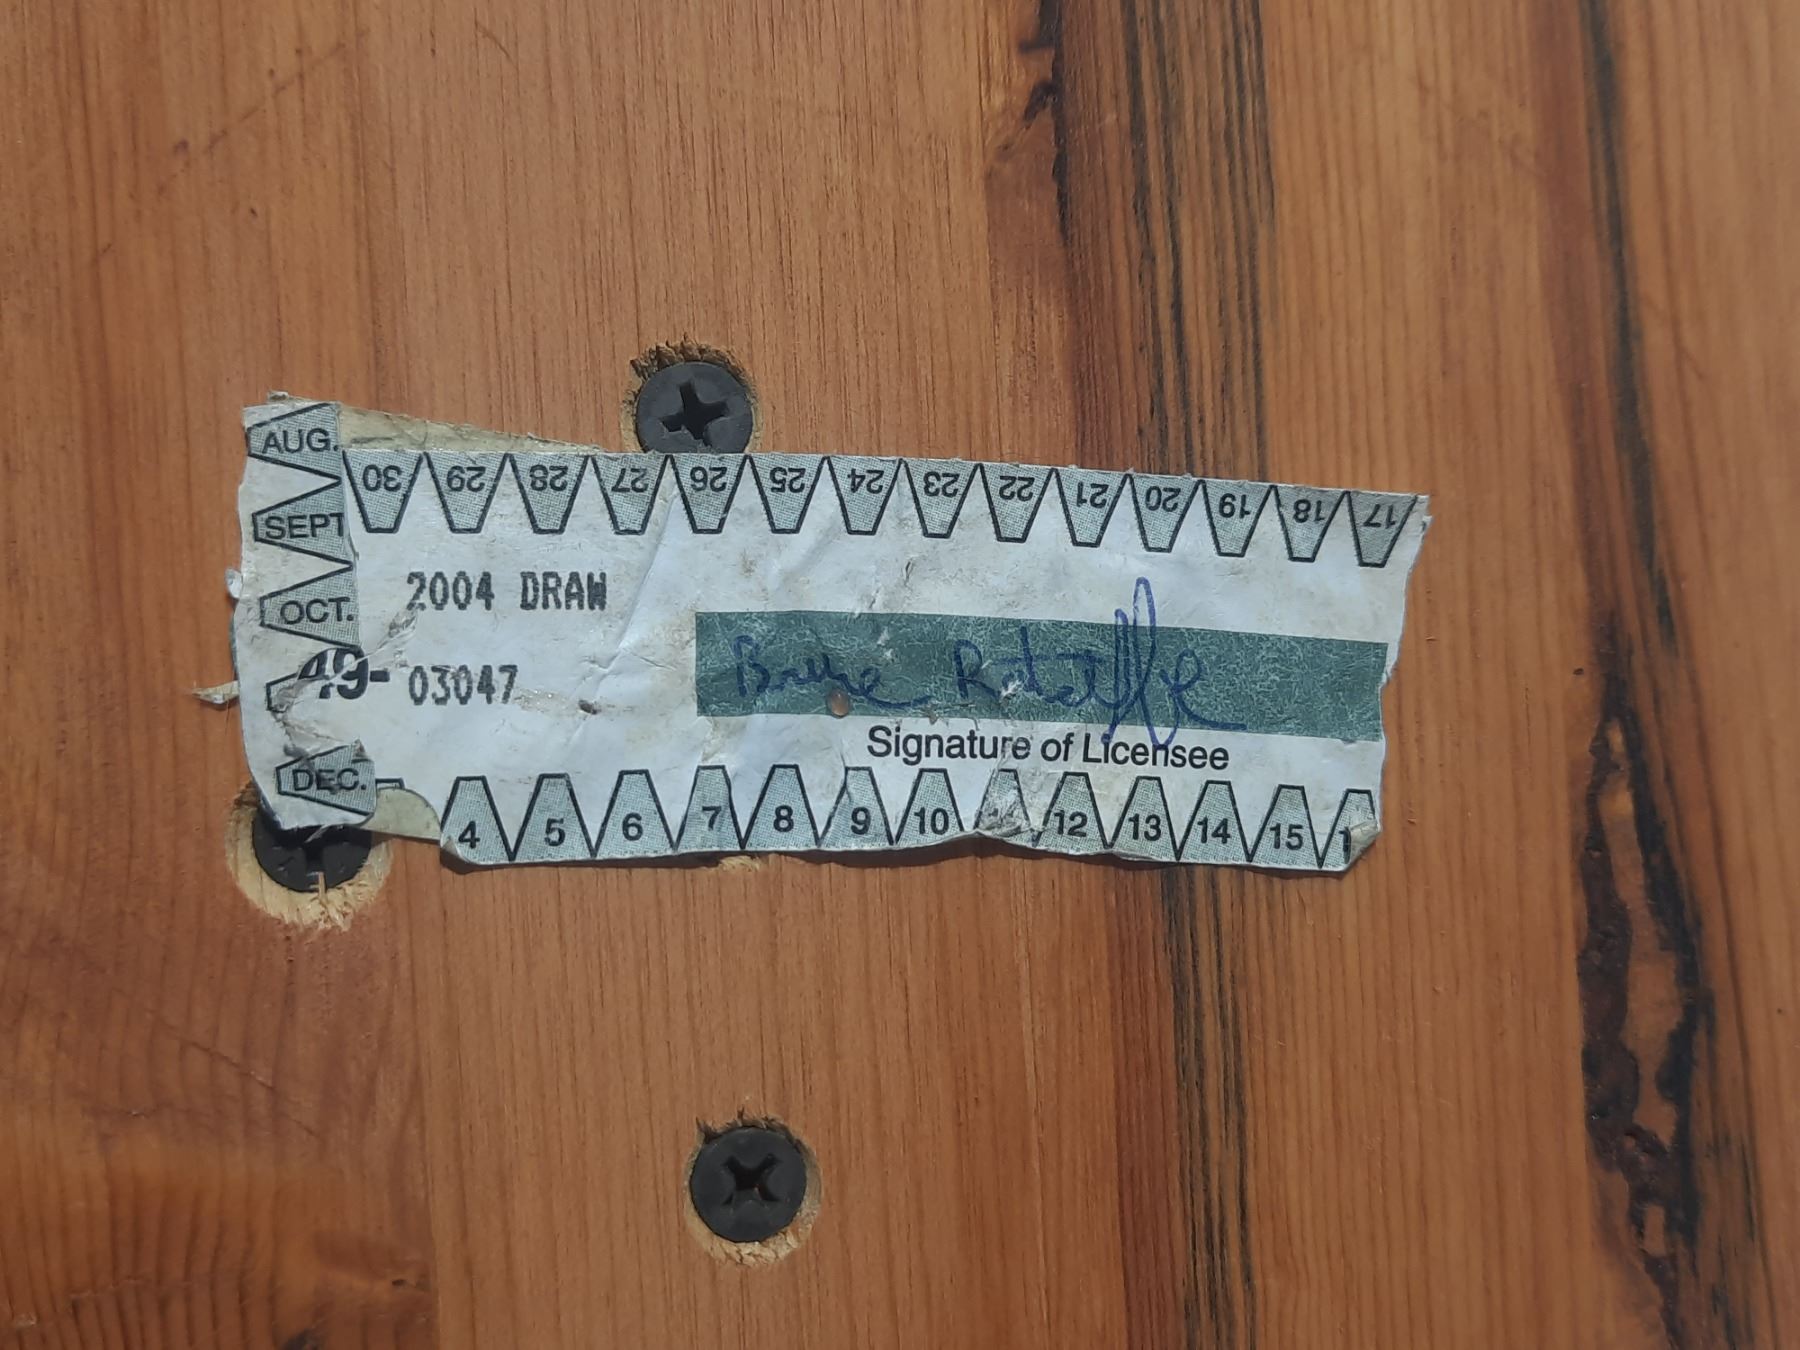 AUG.
SEPT
OCT.
DEC.
30 29 28 27 26 25 24 23 22 21 20 19 18 17
2004 DRAW
49- 03047
Signature of Licensee
4 5 6 7 8 9 10 12 13 14 15 1